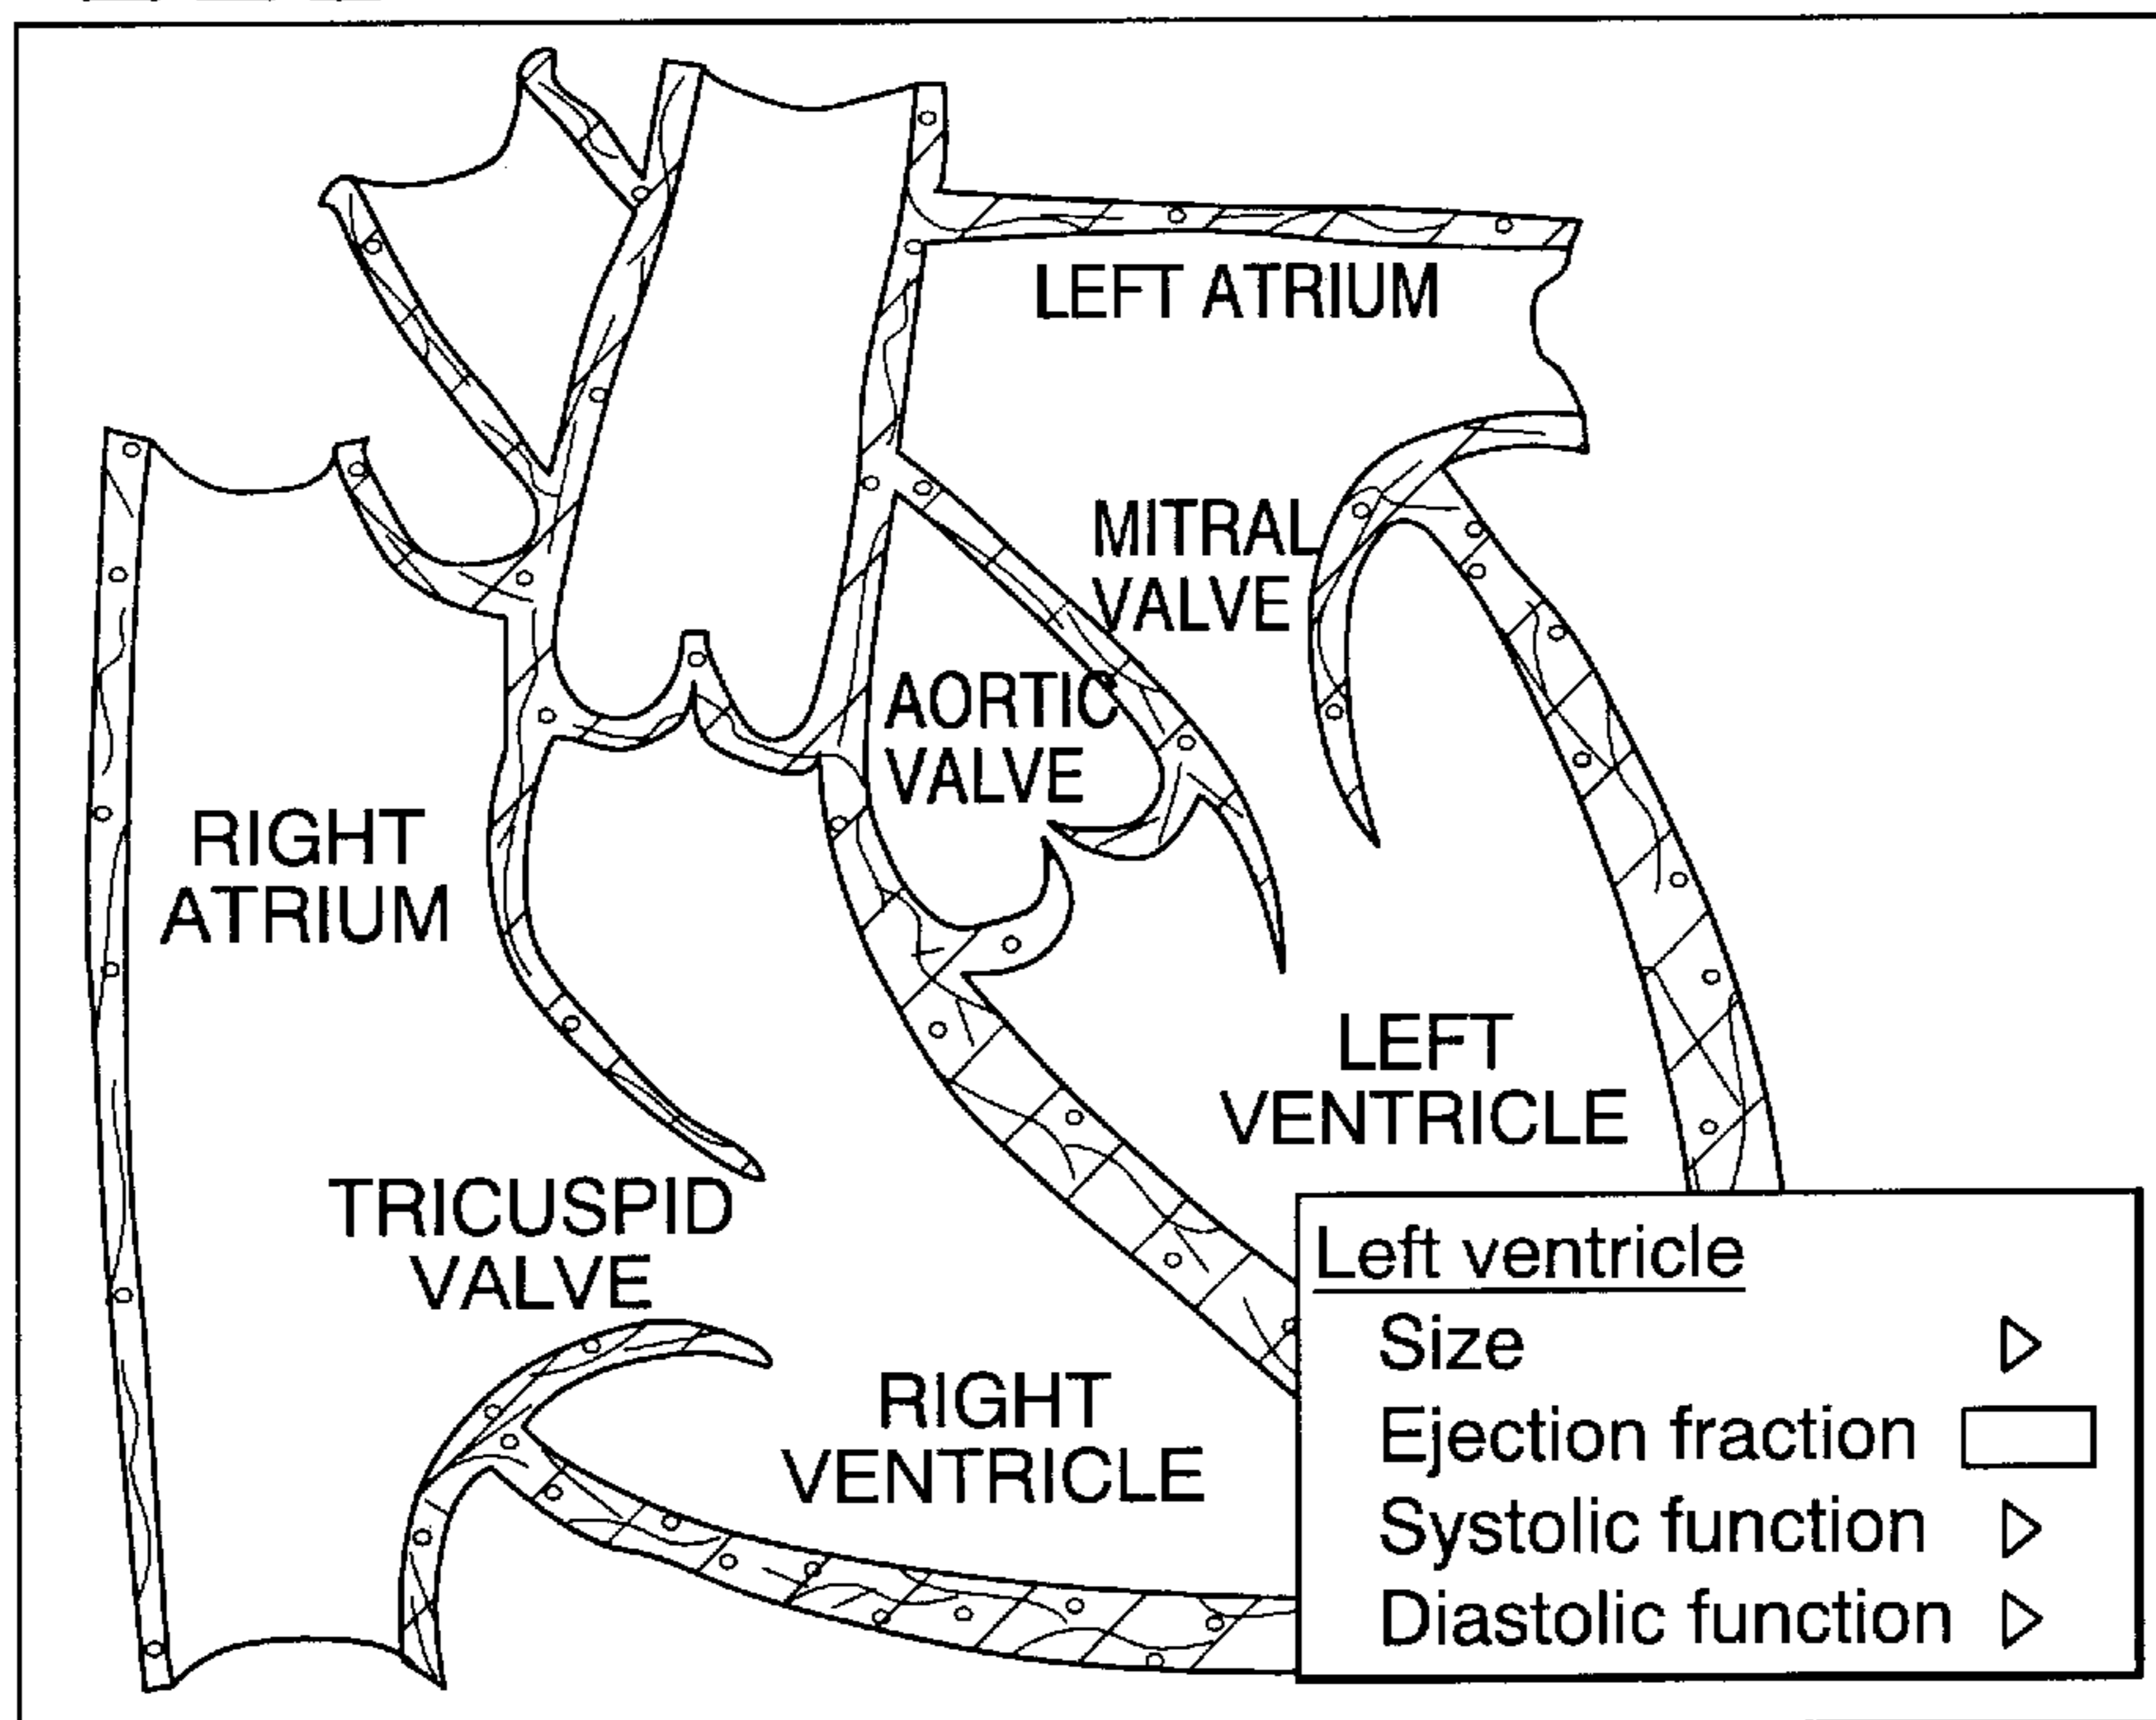 LEFT ATRIUM
MITRAL
VALVE
AORTIC
VALVE
RIGHT
ATRIUM
LEFT
VENTRICLE
TRICUSPID
VALVE
RIGHT
VENTRICLE
Left ventricle
Size
Ejection fraction
Systolic function
Diastolic function